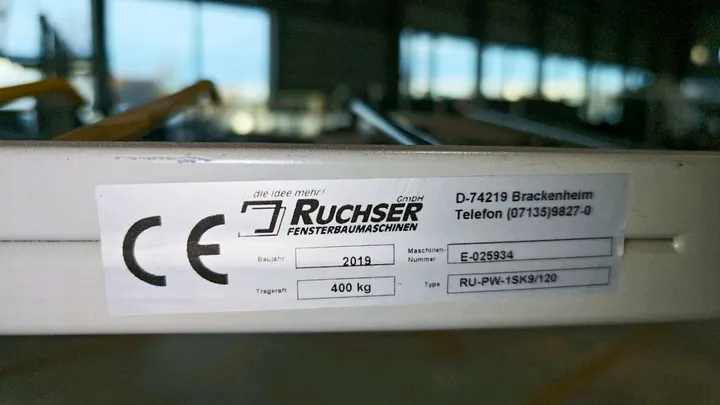 CE
die idee mehr!
RUCHSER GmbH
FENSTERBAUMASCHINEN
D-74219 Brackenheim
Telefon (07135)9827-0
Baujahr 2019
Maschinen-Nummer E-025934
Tragkraft 400 kg
Type RU-PW-1SK9/120